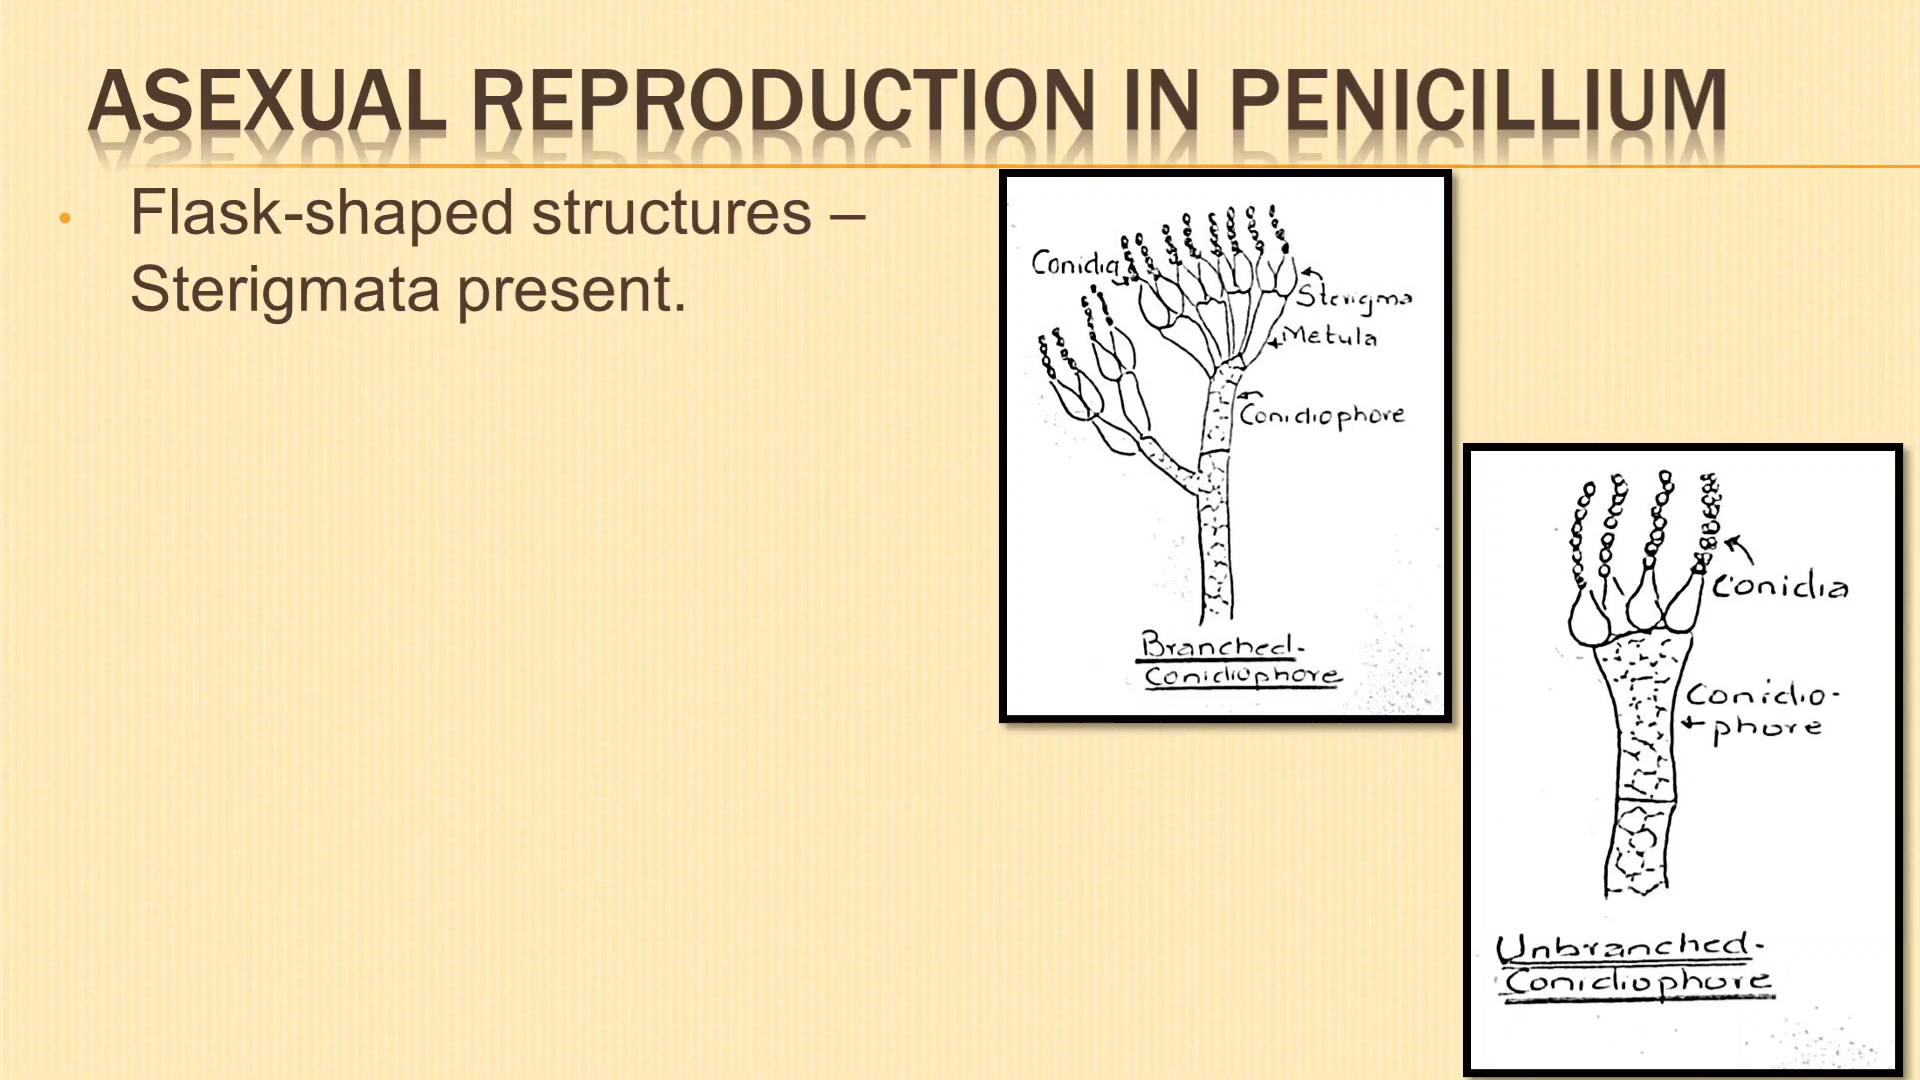 ASEXUAL REPRODUCTION IN PENICILLIUM
• Flask-shaped structures –
Sterigmata present.
Conidia
Sterigma
Metula
Conidiophore
Branched-
Conidiophore
Conidia
Conidio-
phore
Unbranched-
Conidiophore